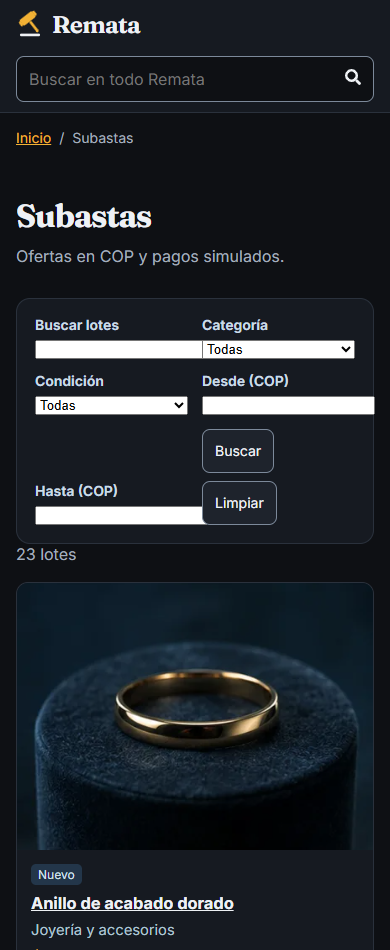 Remata
Buscar en todo Remata
Inicio / Subastas
Subastas
Ofertas en COP y pagos simulados.
Buscar lotes
Categoría
Todas
Condición
Desde (COP)
Todas
Buscar
Hasta (COP)
Limpiar
23 lotes
Nuevo
Anillo de acabado dorado
Joyería y accesorios